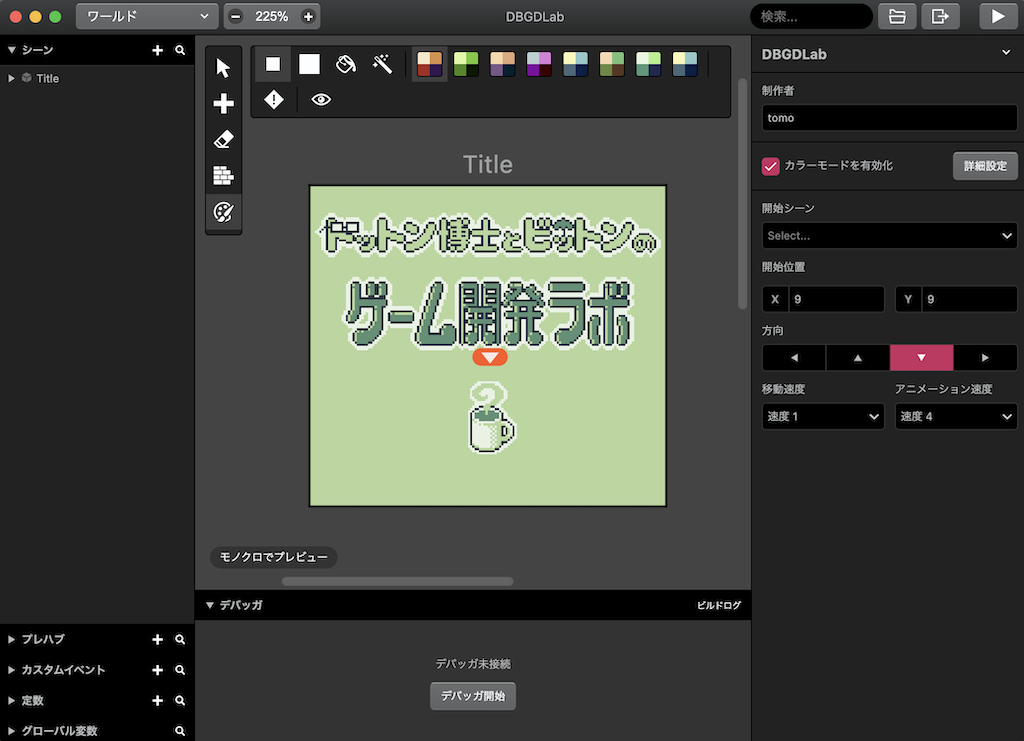 ワールド
225%
DBGDLab
検索...
シーン
Title
Title
ドットン博士とビットンの
ゲーム開発ラボ
モノクロでプレビュー
デバッガ
ビルドログ
デバッガ未接続
デバッガ開始
プレハブ
カスタムイベント
定数
グローバル変数
DBGDLab
制作者
tomo
カラーモードを有効化
詳細設定
開始シーン
Select...
開始位置
X 9 Y 9
方向
移動速度 アニメーション速度
速度 1 速度 4